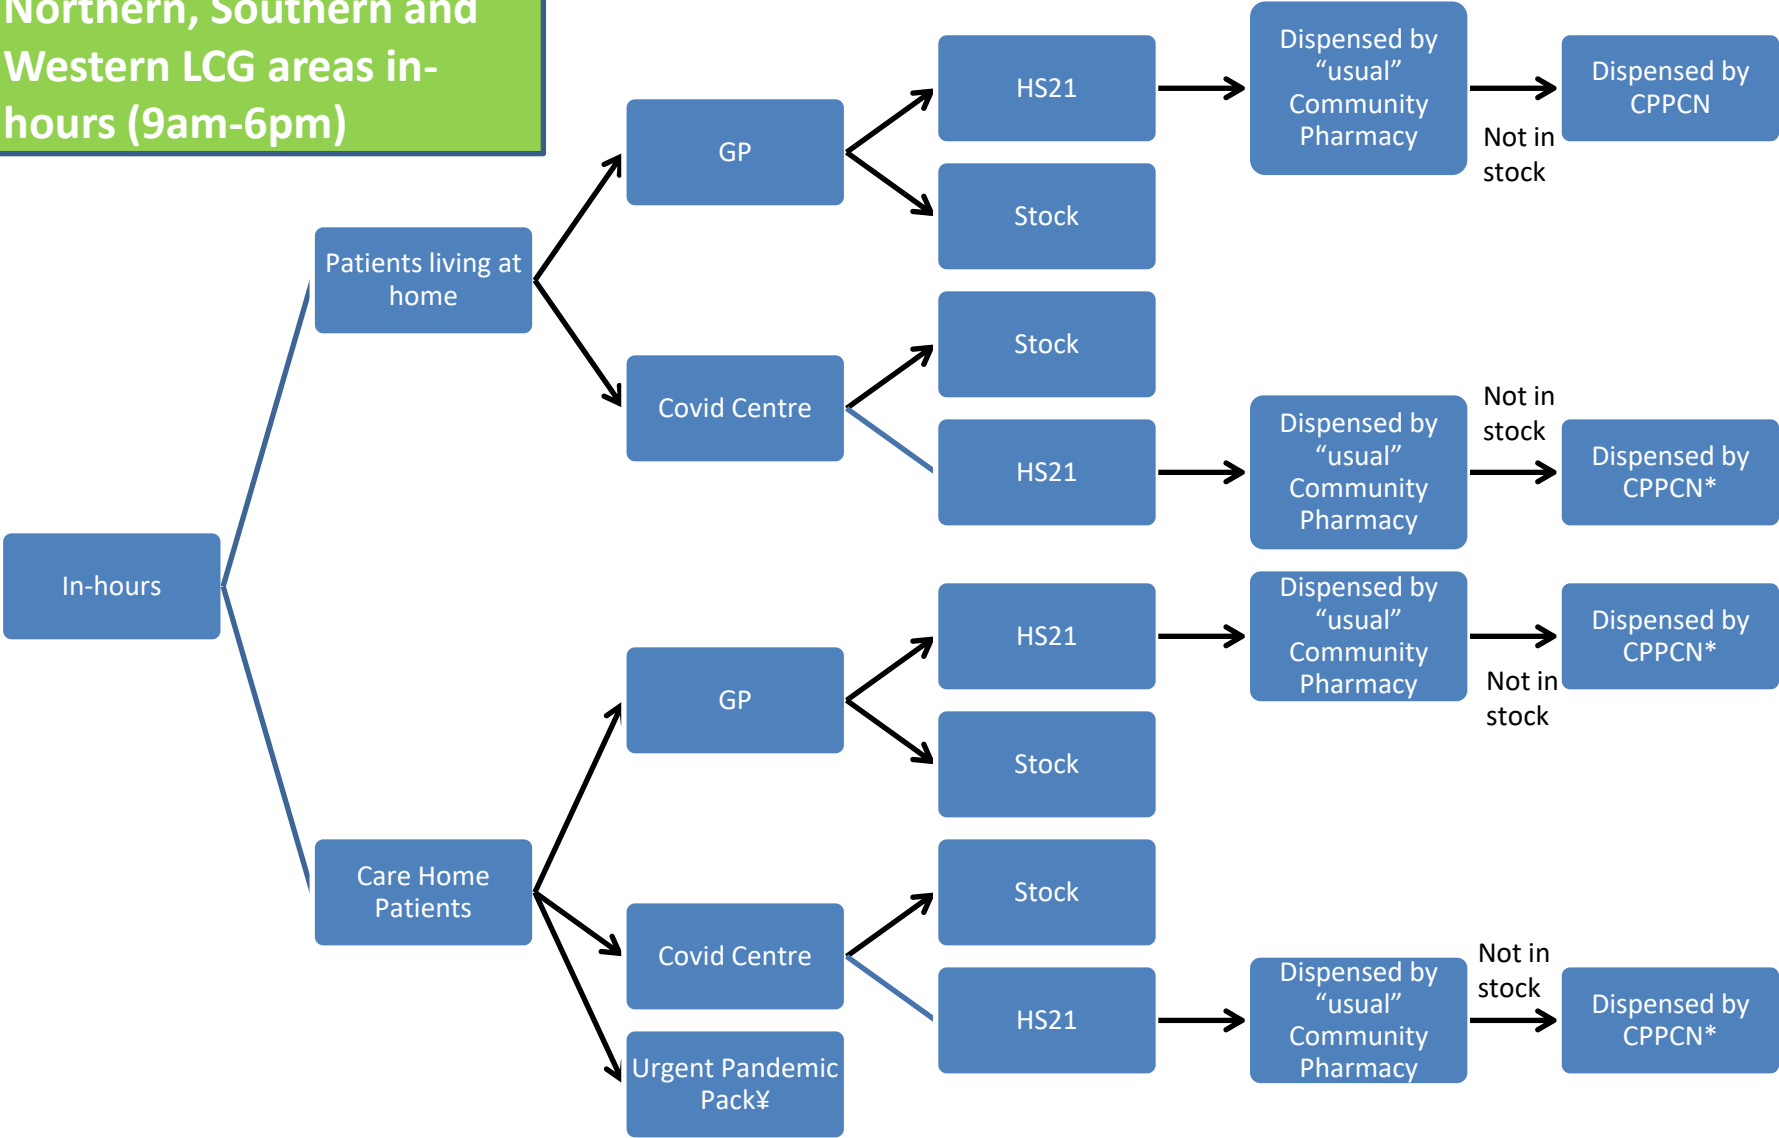 Northern, Southern and
Western LCG areas in-
hours (9am-6pm)
In-hours
Patients living at
home
Care Home
Patients
GP
Covid Centre
GP
Covid Centre
Urgent Pandemic
Pack¥
HS21
Stock
Stock
HS21
HS21
Stock
Stock
HS21
Dispensed by
“usual”
Community
Pharmacy
Not in
stock
Dispensed by
CPPCN
Dispensed by
“usual”
Community
Pharmacy
Not in
stock
Dispensed by
CPPCN*
Dispensed by
“usual”
Community
Pharmacy
Not in
stock
Dispensed by
CPPCN*
Dispensed by
“usual”
Community
Pharmacy
Not in
stock
Dispensed by
CPPCN*